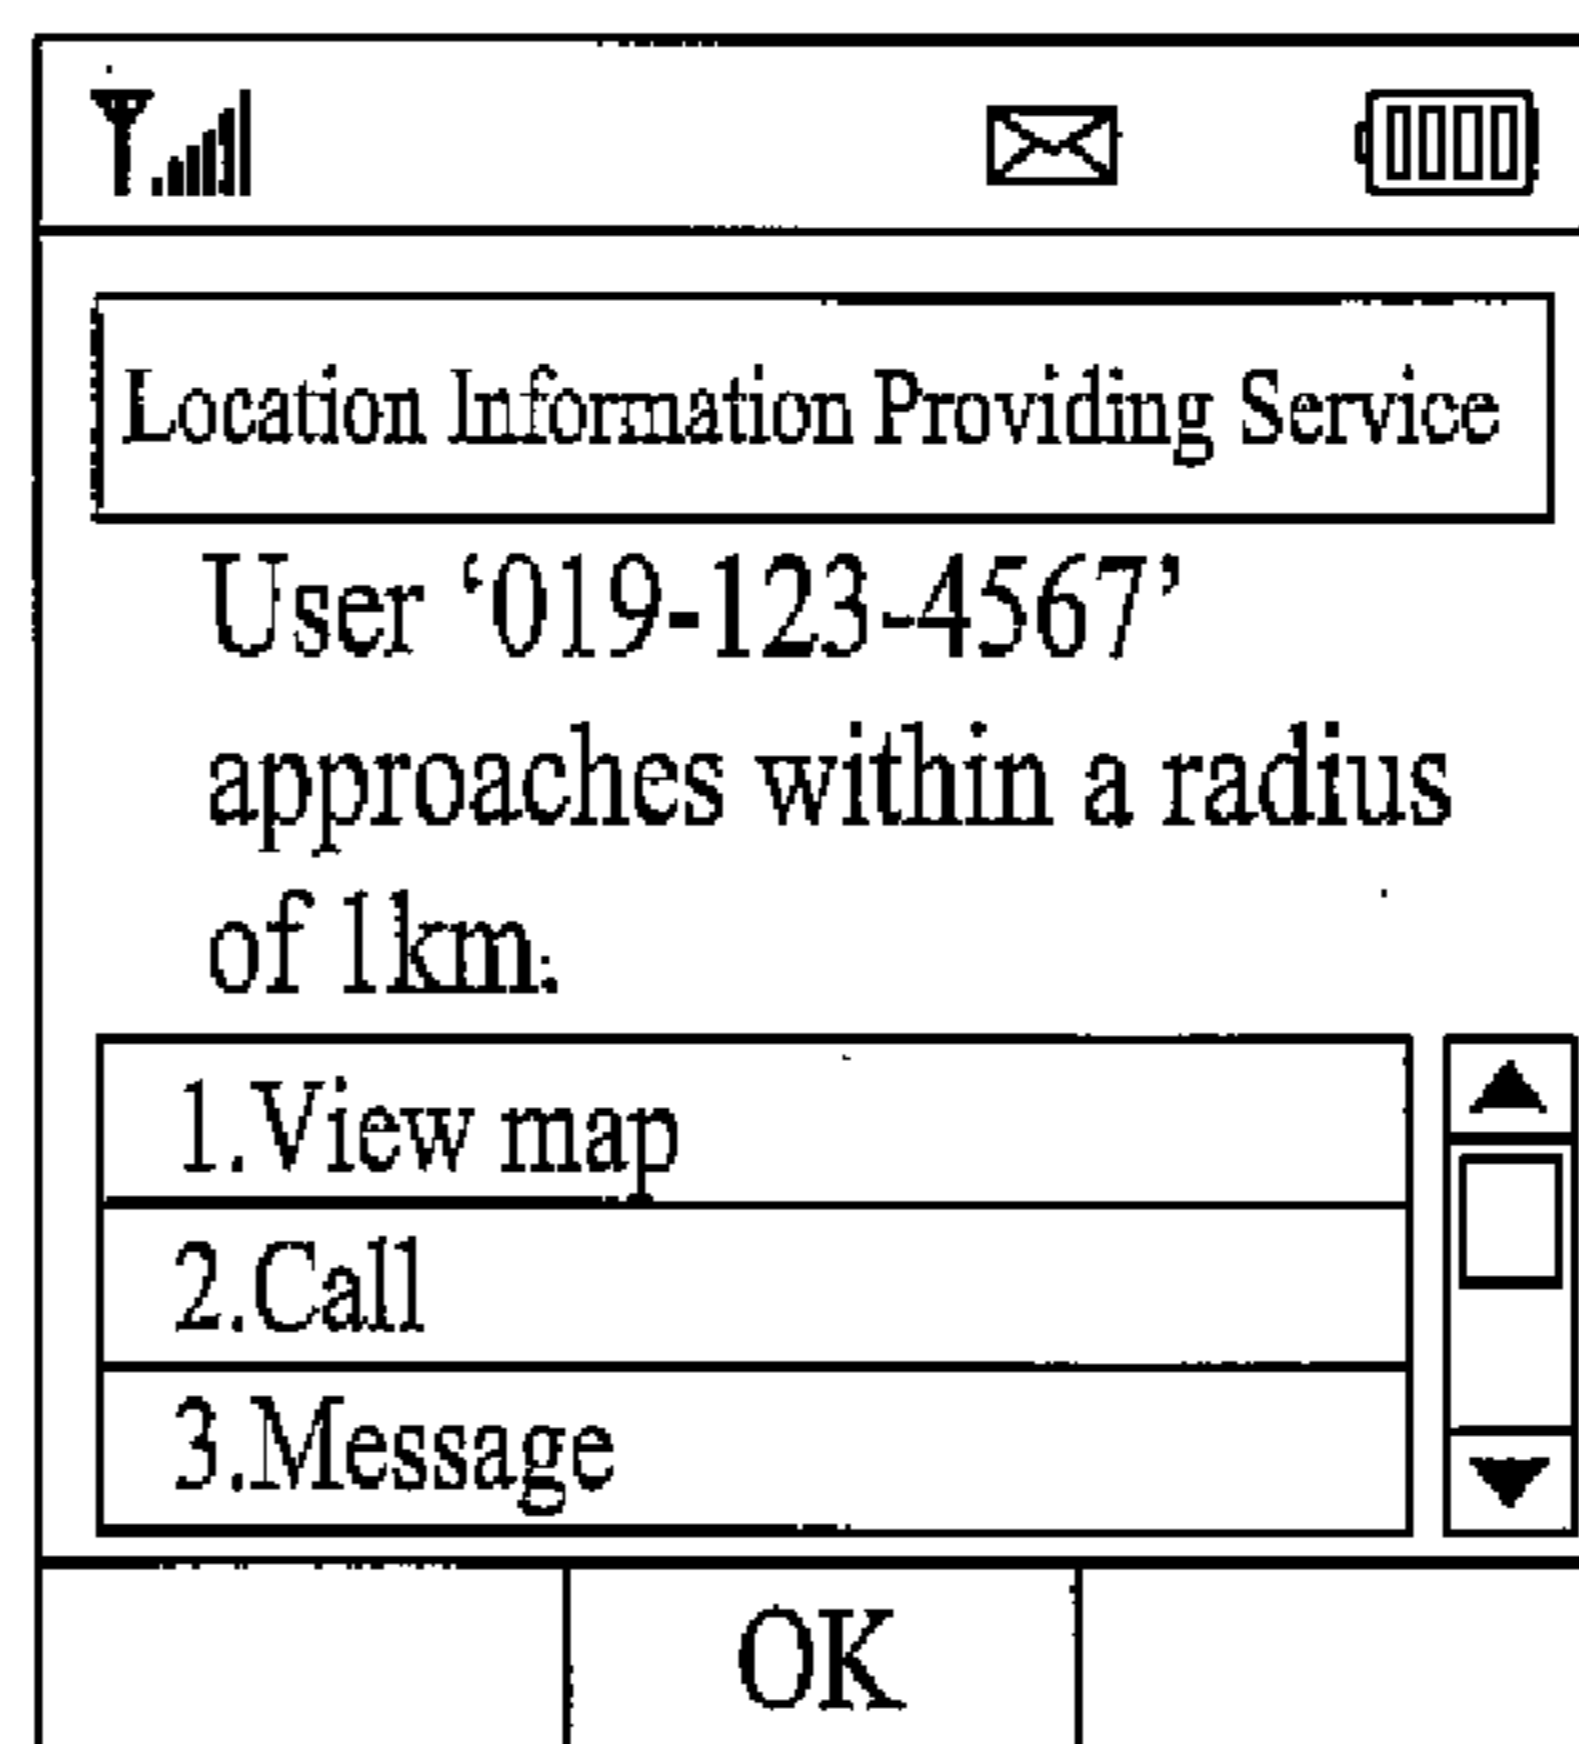 Location Information Providing Service
User ‘019-123-4567’
approaches within a radius
of 1km.
1.View map
2.Call
3.Message
OK